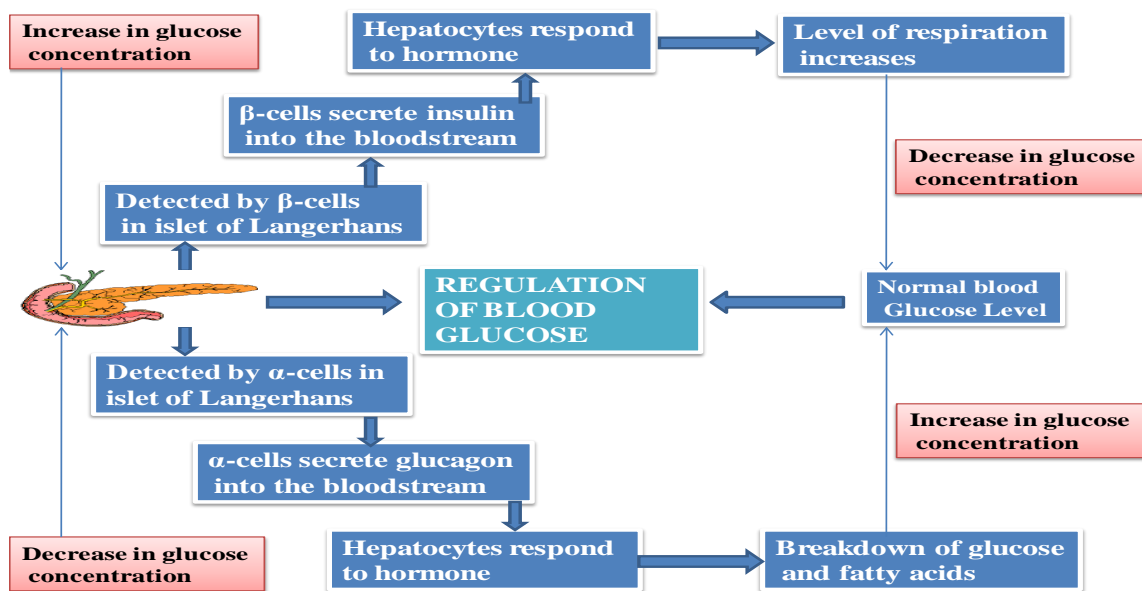 Increase in glucose
concentration
Hepatocytes respond
to hormone
Level of respiration
increases
β-cells secrete insulin
into the bloodstream
Decrease in glucose
concentration
Detected by β-cells
in islet of Langerhans
REGULATION
OF BLOOD
GLUCOSE
Normal blood
Glucose Level
Detected by α-cells in
islet of Langerhans
Increase in glucose
concentration
α-cells secrete glucagon
into the bloodstream
Decrease in glucose
concentration
Hepatocytes respond
to hormone
Breakdown of glucose
and fatty acids